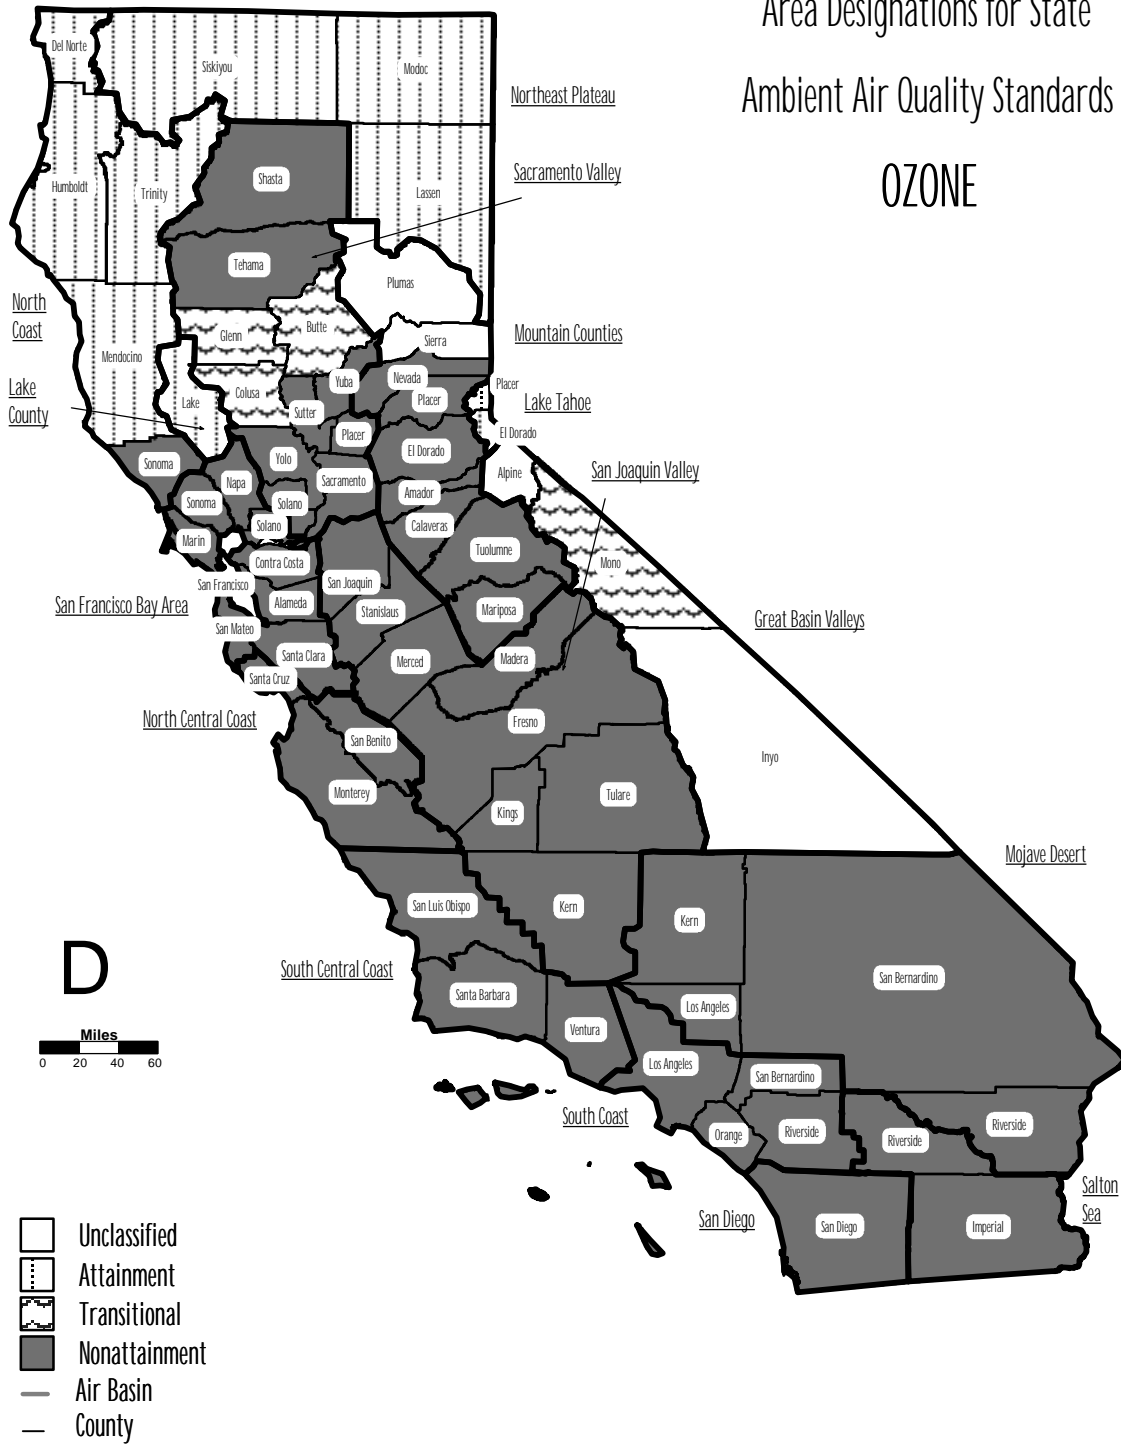 Area Designations for State
Ambient Air Quality Standards
OZONE
Del Norte
Siskiyou
Modoc
Northeast Plateau
Sacramento Valley
Shasta
Humboldt
Trinity
Lassen
Tehama
Plumas
North
Coast
Butte
Glenn
Sierra
Mountain Counties
Mendocino
Lake
County
Yuba
Nevada
Placer
Lake Tahoe
Colusa
Lake
Placer
Sutter
Placer
El Dorado
El Dorado
Yolo
Sonoma
San Joaquin Valley
Alpine
Napa
Sacramento
Amador
Sonoma
Solano
Solano
Calaveras
Marin
Tuolumne
Contra Costa
Mono
San Francisco
San Joaquin
San Francisco Bay Area
Alameda
Stanislaus
Mariposa
Great Basin Valleys
San Mateo
Santa Clara
Merced
Madera
Santa Cruz
North Central Coast
Fresno
San Benito
Inyo
Monterey
Tulare
Kings
Mojave Desert
San Luis Obispo
Kern
Kern
D
South Central Coast
San Bernardino
Santa Barbara
Los Angeles
Ventura
Miles
0 20 40 60
Los Angeles
San Bernardino
South Coast
Orange
Riverside
Riverside
Riverside
Salton
Sea
San Diego
San Diego
Imperial
Unclassified
Attainment
Transitional
Nonattainment
Air Basin
County